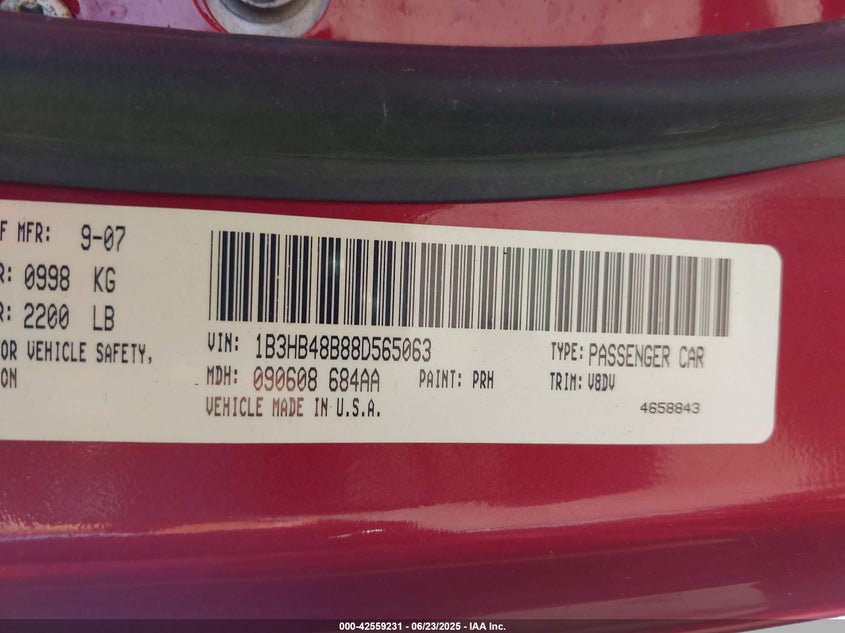 F MFR: 9-07
R: 0998 KG
R: 2200 LB
OR VEHICLE SAFETY,
ON
VIN: 1B3HB48B88D565063 TYPE: PASSENGER CAR
MDH: 090608 684AA PAINT: PRH TRIM: V8DV
VEHICLE MADE IN U.S.A. 4658843
000-42559231 - 06/23/2025 - IAA Inc.